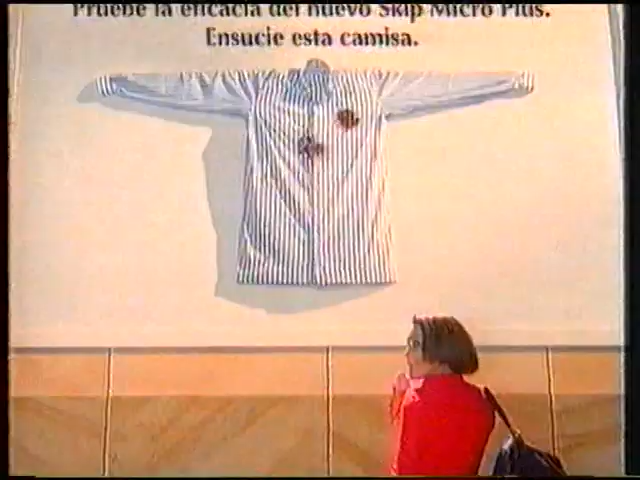 Pruebe la eficacia del nuevo Skip Micro Plus.
Ensucie esta camisa.